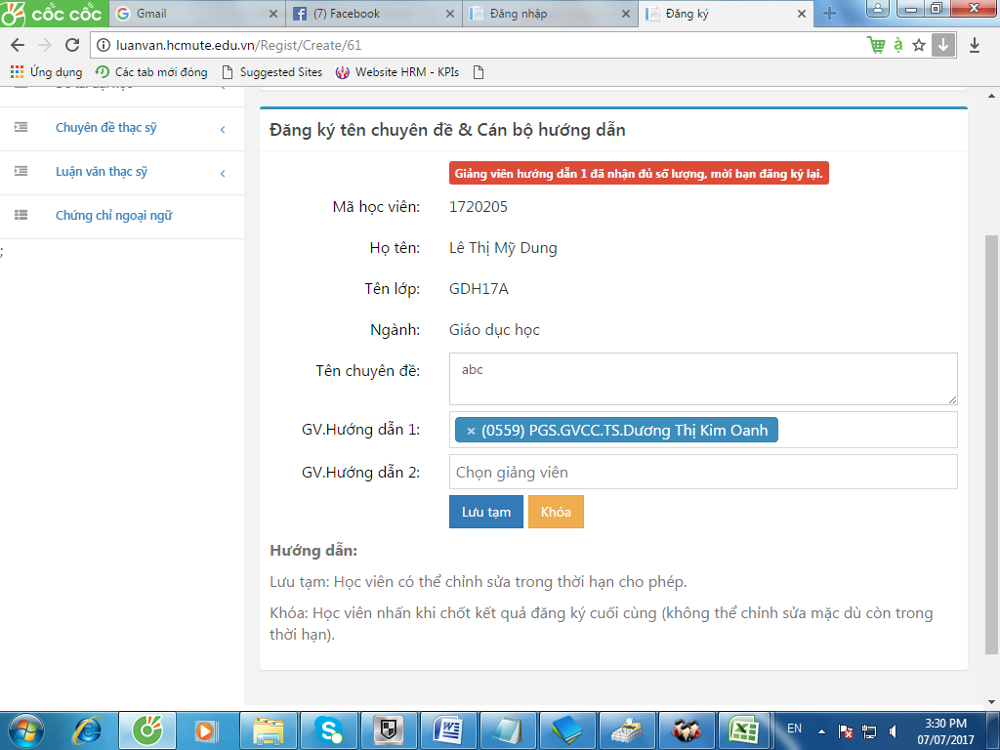 cốc cốc
Gmail
(7) Facebook
Đăng nhập
Đăng ký
luanvan.hcmute.edu.vn/Regist/Create/61
Ứng dụng
Các tab mới đóng
Suggested Sites
Website HRM - KPIs
Chuyên đề thạc sỹ
Luận văn thạc sỹ
Chứng chỉ ngoại ngữ
;
Đăng ký tên chuyên đề & Cán bộ hướng dẫn
Giảng viên hướng dẫn 1 đã nhận đủ số lượng, mời bạn đăng ký lại.
Mã học viên: 1720205
Họ tên: Lê Thị Mỹ Dung
Tên lớp: GDH17A
Ngành: Giáo dục học
Tên chuyên đề: abc
GV.Hướng dẫn 1: × (0559) PGS.GVCC.TS.Dương Thị Kim Oanh
GV.Hướng dẫn 2: Chọn giảng viên
Lưu tạm Khóa
Hướng dẫn:
Lưu tạm: Học viên có thể chỉnh sửa trong thời hạn cho phép.
Khóa: Học viên nhấn khi chốt kết quả đăng ký cuối cùng (không thể chỉnh sửa mặc dù còn trong
thời hạn).
EN
3:30 PM
07/07/2017